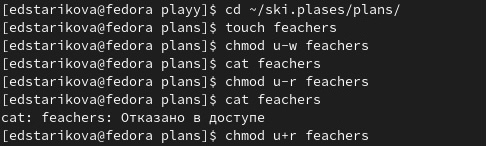 [edstarikova@fedora playy]$ cd ~/ski.plases/plans/
[edstarikova@fedora plans]$ touch feachers
[edstarikova@fedora plans]$ chmod u-w feachers
[edstarikova@fedora plans]$ cat feachers
[edstarikova@fedora plans]$ chmod u-r feachers
[edstarikova@fedora plans]$ cat feachers
cat: feachers: Отказано в доступе
[edstarikova@fedora plans]$ chmod u+r feachers